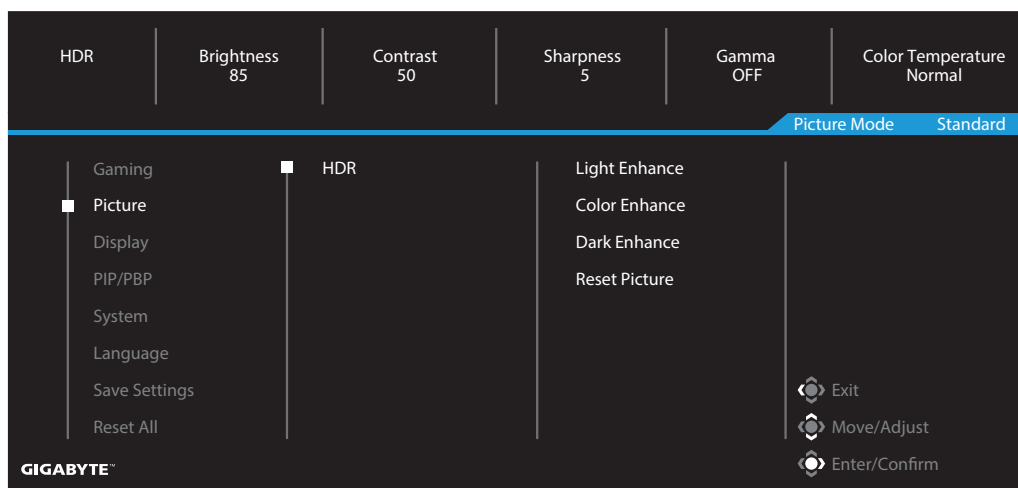 HDR
Brightness
85
Contrast
50
Sharpness
5
Gamma
OFF
Color Temperature
Normal
Picture Mode Standard
Gaming
Picture
Display
PIP/PBP
System
Language
Save Settings
Reset All
HDR
Light Enhance
Color Enhance
Dark Enhance
Reset Picture
Exit
Move/Adjust
Enter/Confirm
GIGABYTE™